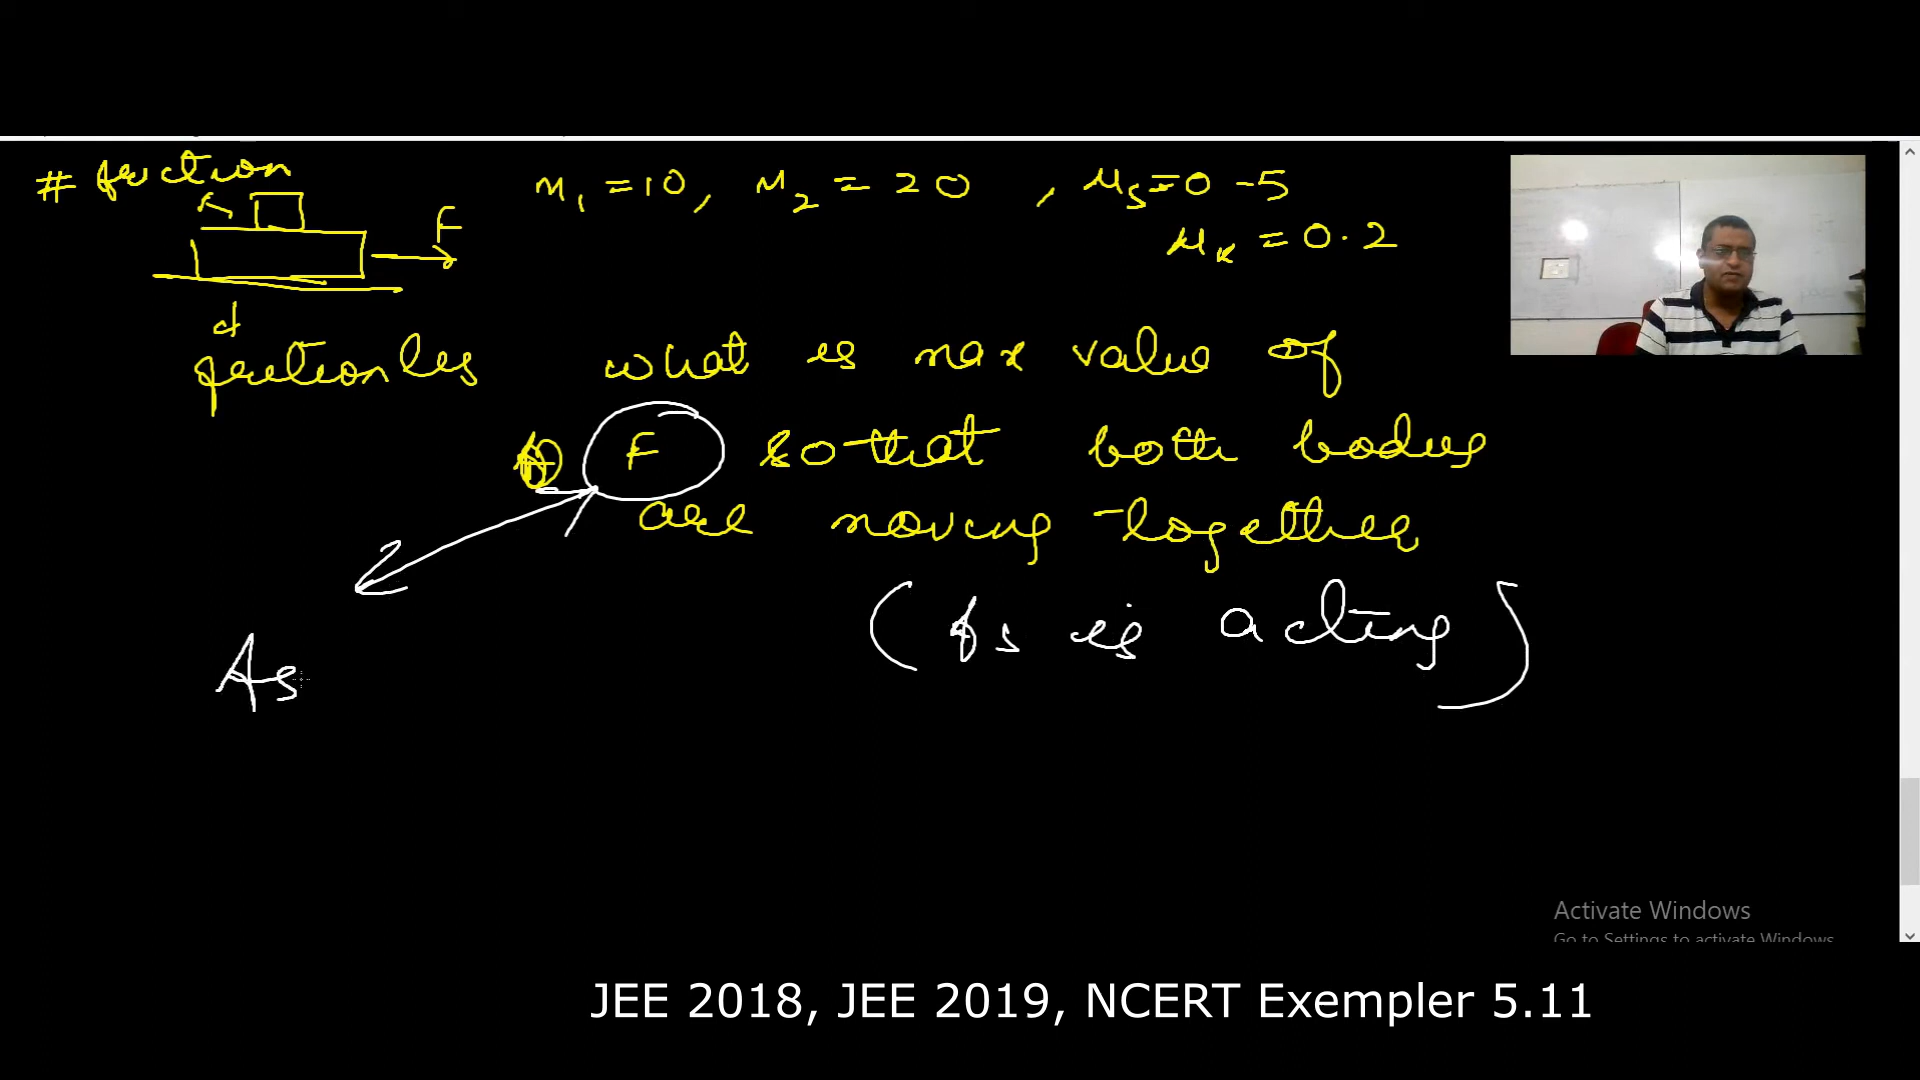 # friction
m₁ = 10, M₂ = 20, μs = 0-5
μk = 0.2
F
frictionles what is max value of
F so that both bodies
are moving together
(fs is acting)
As
Activate Windows
Go to Settings to activate Windows.
JEE 2018, JEE 2019, NCERT Exempler 5.11